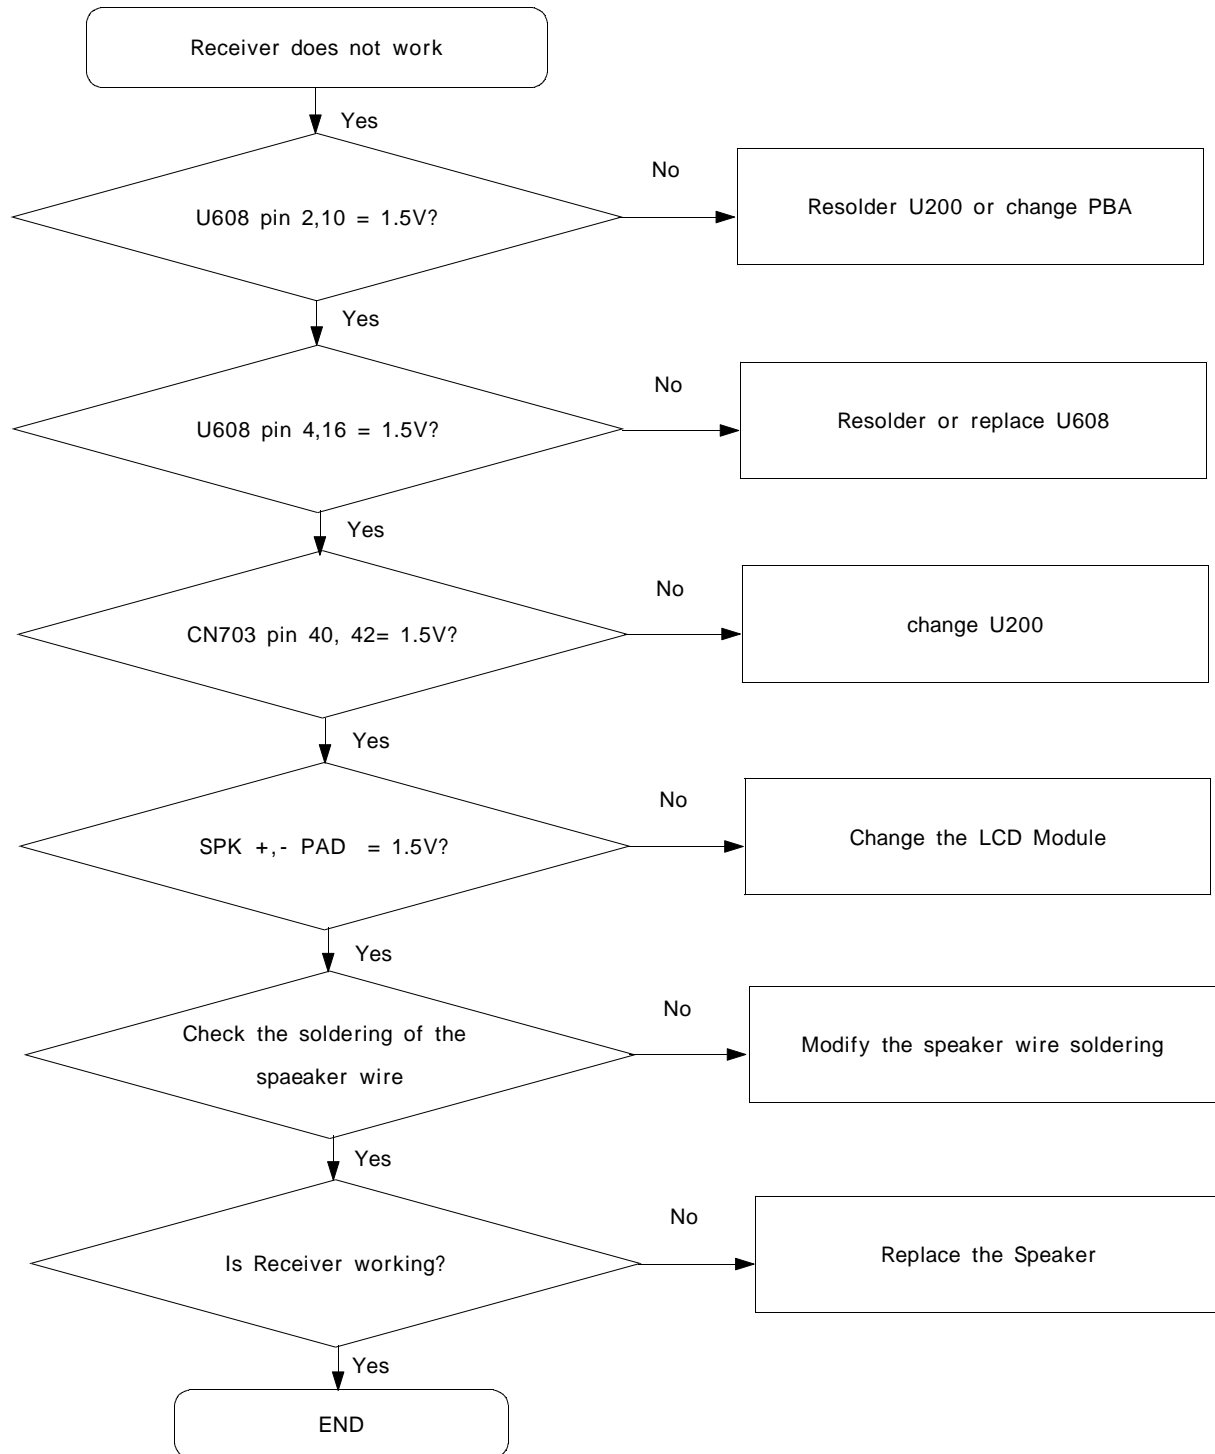 Receiver does not work
Yes
U608 pin 2,10 = 1.5V?
No
Resolder U200 or change PBA
Yes
U608 pin 4,16 = 1.5V?
No
Resolder or replace U608
Yes
CN703 pin 40, 42= 1.5V?
No
change U200
Yes
SPK +,- PAD = 1.5V?
No
Change the LCD Module
Yes
Check the soldering of the
spaeaker wire
No
Modify the speaker wire soldering
Yes
Is Receiver working?
No
Replace the Speaker
Yes
END